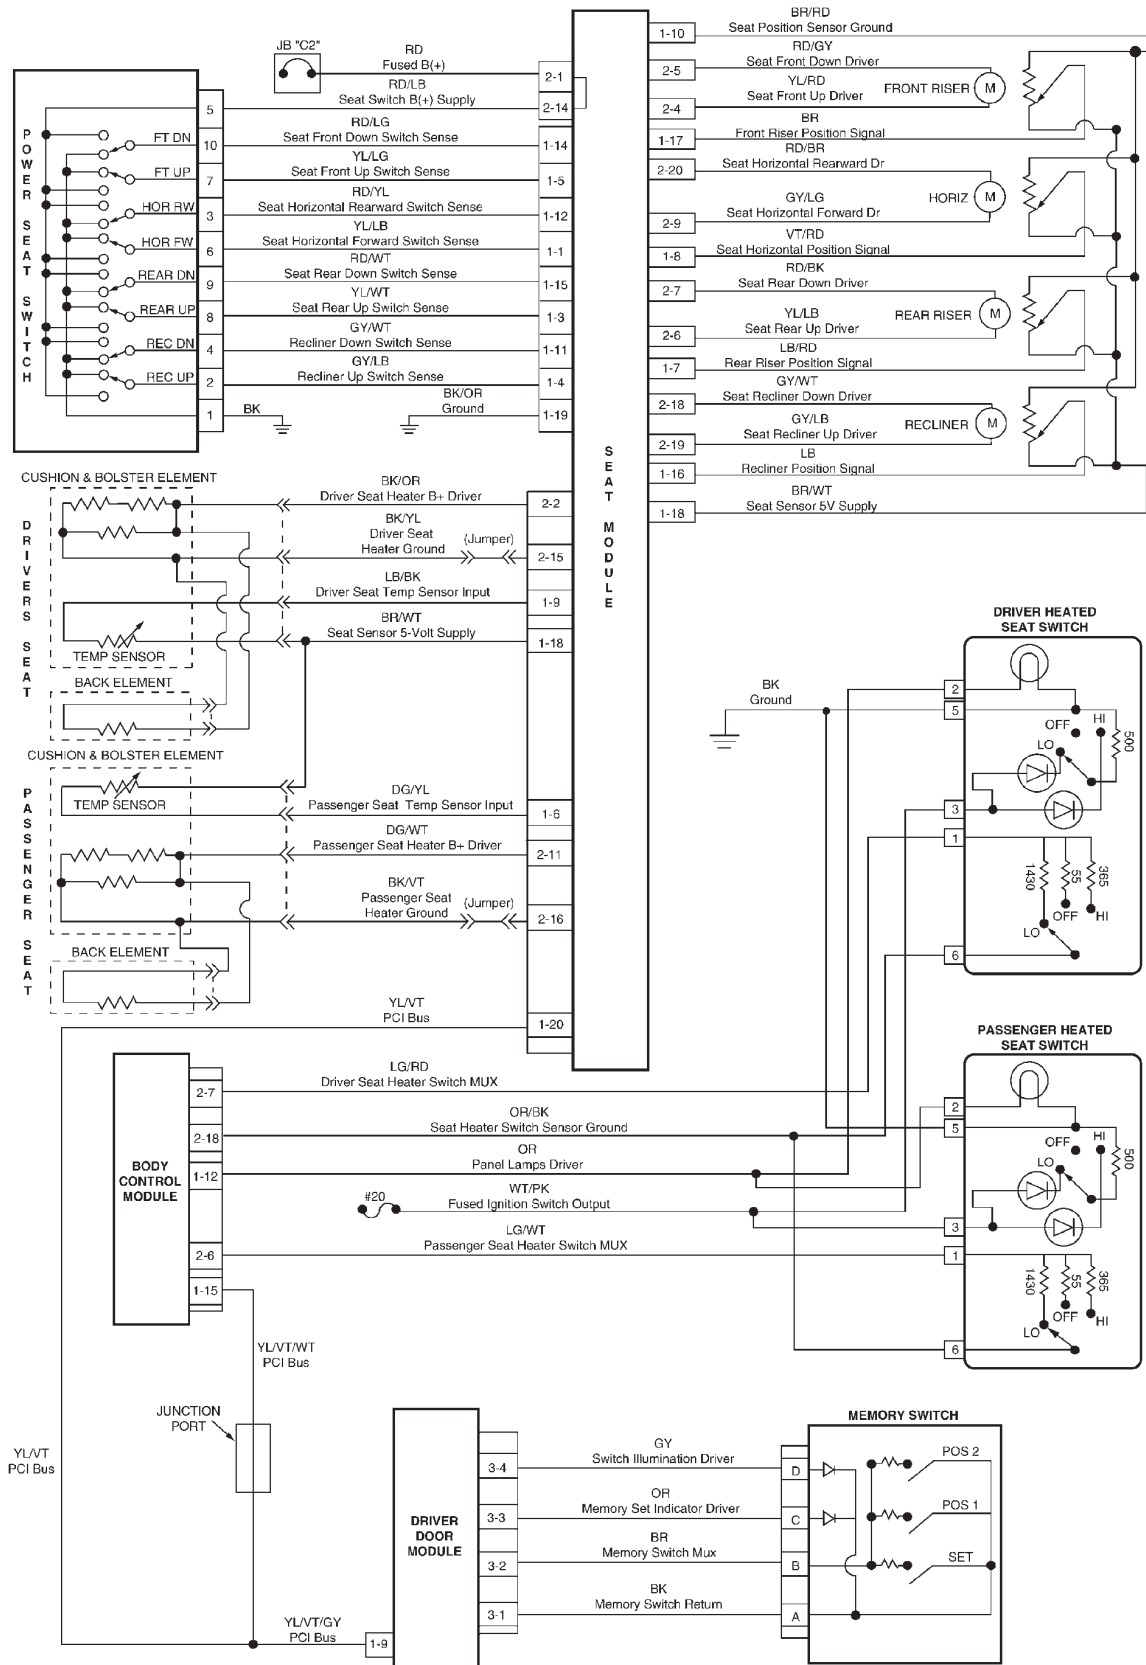 JB "C2"
RD
Fused B(+)
2-1
RD/LB
Seat Switch B(+) Supply
5
2-14
POWER SEAT SWITCH
FT DN
10
RD/LG
Seat Front Down Switch Sense
1-14
FT UP
7
YL/LG
Seat Front Up Switch Sense
1-5
HOR RW
3
RD/YL
Seat Horizontal Rearward Switch Sense
1-12
HOR FW
6
YL/LB
Seat Horizontal Forward Switch Sense
1-1
REAR DN
9
RD/WT
Seat Rear Down Switch Sense
1-15
REAR UP
8
YL/WT
Seat Rear Up Switch Sense
1-3
REC DN
4
GY/WT
Recliner Down Switch Sense
1-11
REC UP
2
GY/LB
Recliner Up Switch Sense
1-4
1
BK
BK/OR
Ground
1-19
SEAT MODULE
BR/RD
1-10
Seat Position Sensor Ground
RD/GY
2-5
Seat Front Down Driver
FRONT RISER
M
YL/RD
2-4
Seat Front Up Driver
BR
1-17
Front Riser Position Signal
RD/BR
2-20
Seat Horizontal Rearward Dr
HORIZ
M
GY/LG
2-9
Seat Horizontal Forward Dr
VT/RD
1-8
Seat Horizontal Position Signal
RD/BK
2-7
Seat Rear Down Driver
REAR RISER
M
YL/LB
2-6
Seat Rear Up Driver
LB/RD
1-7
Rear Riser Position Signal
GY/WT
2-18
Seat Recliner Down Driver
RECLINER
M
GY/LB
2-19
Seat Recliner Up Driver
LB
1-16
Recliner Position Signal
BR/WT
1-18
Seat Sensor 5V Supply
CUSHION & BOLSTER ELEMENT
DRIVERS SEAT
BK/OR
Driver Seat Heater B+ Driver
2-2
BK/YL
Driver Seat
Heater Ground
(Jumper)
2-15
LB/BK
Driver Seat Temp Sensor Input
1-9
BR/WT
Seat Sensor 5-Volt Supply
1-18
TEMP SENSOR
BACK ELEMENT
CUSHION & BOLSTER ELEMENT
PASSENGER SEAT
TEMP SENSOR
DG/YL
Passenger Seat Temp Sensor Input
1-6
DG/WT
Passenger Seat Heater B+ Driver
2-11
BK/VT
Passenger Seat
Heater Ground
(Jumper)
2-16
BACK ELEMENT
YL/VT
PCI Bus
1-20
DRIVER HEATED
SEAT SWITCH
BK
Ground
2
5
OFF
HI
LO
500
3
1
1430
55
365
OFF
HI
LO
6
PASSENGER HEATED
SEAT SWITCH
2
5
OFF
HI
LO
500
3
1
1430
55
365
OFF
HI
LO
6
BODY
CONTROL
MODULE
2-7
LG/RD
Driver Seat Heater Switch MUX
2-18
OR/BK
Seat Heater Switch Sensor Ground
1-12
OR
Panel Lamps Driver
#20
WT/PK
Fused Ignition Switch Output
2-6
LG/WT
Passenger Seat Heater Switch MUX
1-15
YL/VT/WT
PCI Bus
JUNCTION
PORT
YL/VT
PCI Bus
YL/VT/GY
PCI Bus
1-9
DRIVER
DOOR
MODULE
MEMORY SWITCH
3-4
GY
Switch Illumination Driver
D
POS 2
3-3
OR
Memory Set Indicator Driver
C
POS 1
3-2
BR
Memory Switch Mux
B
SET
3-1
BK
Memory Switch Return
A